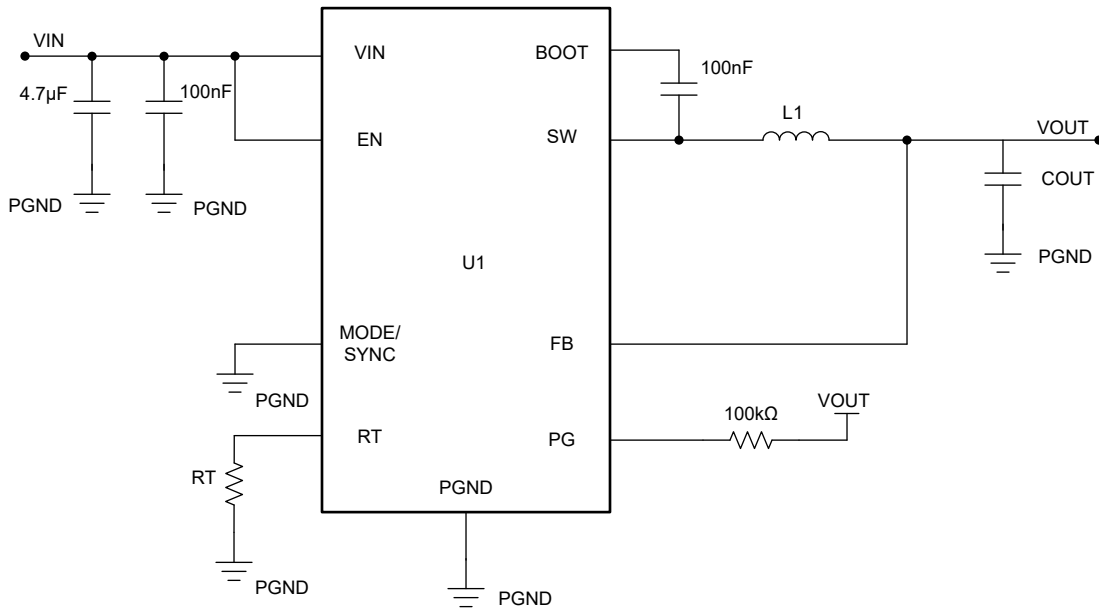 VIN
4.7µF
100nF
PGND
PGND
VIN
EN
MODE/
SYNC
RT
PGND
U1
BOOT
SW
FB
PG
100nF
L1
VOUT
COUT
PGND
PGND
RT
PGND
100kΩ
VOUT
PGND